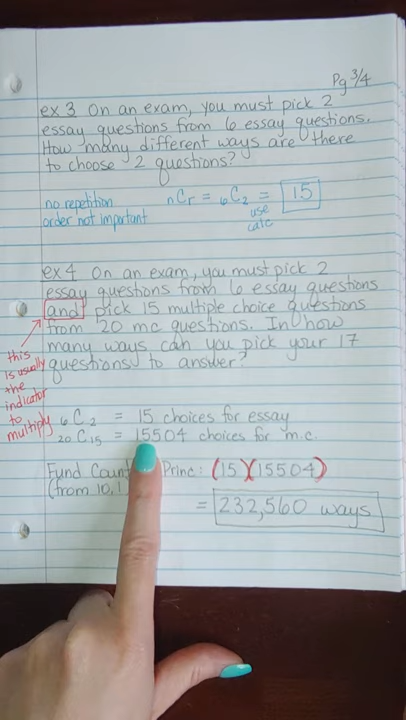 Pg 3/4
ex 3 On an exam, you must pick 2
essay questions from 6 essay questions.
How many different ways are there
to choose 2 questions?
no repetition
order not important
nCr = 6C2 = 15
use
calc
ex 4 On an exam, you must pick 2
essay questions from 6 essay questions
and pick 15 multiple choice questions
from 20 mc questions. In how
many ways can you pick your 17
questions to answer?
this
is usually
the
indicator
to
multiply
6C2 = 15 choices for essay
20C15 = 15504 choices for m.c.
Fund Count Princ: (15)(15504)
(from 10.1
= 232,560 ways